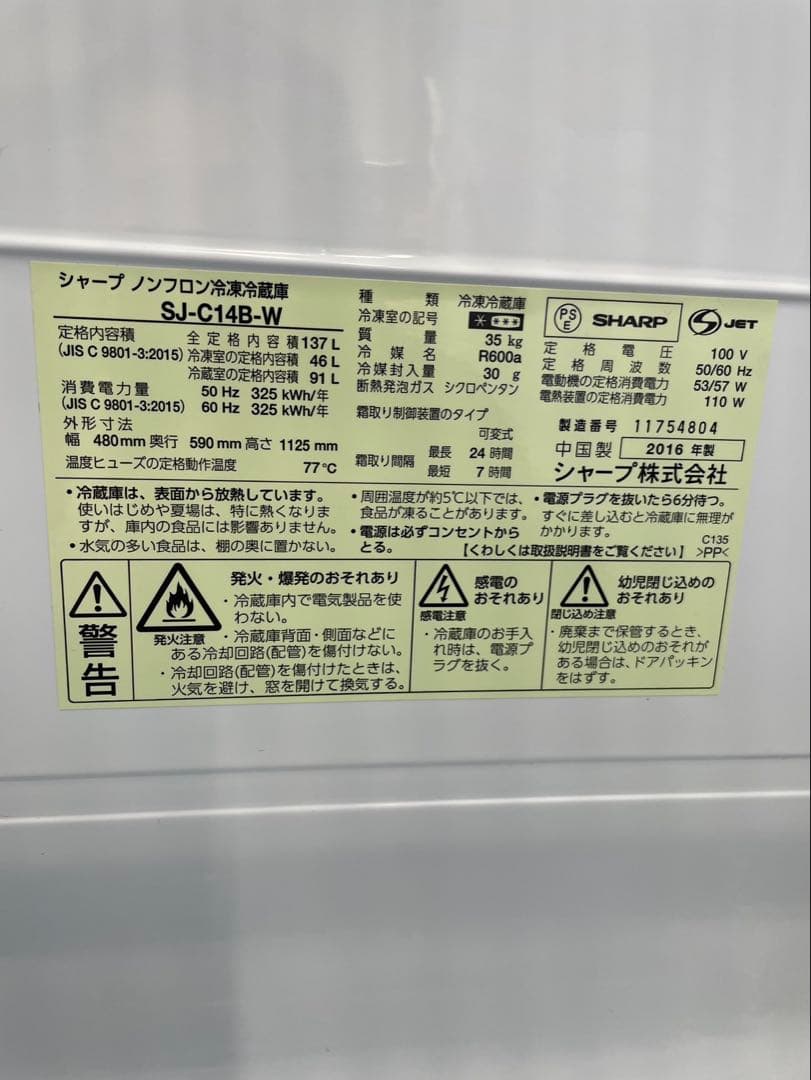 シャープ ノンフロン冷凍冷蔵庫
SJ-C14B-W
定格内容積
(JIS C 9801-3:2015)
全定格内容積 137 L
冷凍室の定格内容積 46 L
冷蔵室の定格内容積 91 L
消費電力量
(JIS C 9801-3:2015)
50 Hz 325 kWh/年
60 Hz 325 kWh/年
外形寸法
幅 480mm 奥行 590mm 高さ 1125 mm
温度ヒューズの定格動作温度 77℃
種類 冷凍冷蔵庫
冷凍室の記号
質量 35 kg
冷媒名 R600a
冷媒封入量 30 g
断熱発泡ガス シクロペンタン
霜取り制御装置のタイプ
可変式
霜取り間隔 最長 24 時間
最短 7 時間
PSE SHARP
JET
定格電圧 100 V
定格周波数 50/60 Hz
電動機の定格消費電力 53/57 W
電熱装置の定格消費電力 110 W
製造番号 11754804
中国製 2016 年製
シャープ株式会社
・冷蔵庫は、表面から放熱しています。
使いはじめや夏場は、特に熱くなりま
すが、庫内の食品には影響ありません。
・水気の多い食品は、棚の奥に置かない。
・周囲温度が約5℃以下では、
食品が凍ることがあります。
・電源は必ずコンセントから
とる。
・電源プラグを抜いたら6分待つ。
すぐに差し込むと冷蔵庫に無理が
かかります。
C135
【くわしくは取扱説明書をご覧ください】 >PP<
警告
発火注意
発火・爆発のおそれあり
・冷蔵庫内で電気製品を使
わない。
・冷蔵庫背面・側面などに
ある冷却回路(配管)を傷付けない。
・冷却回路(配管)を傷付けたときは、
火気を避け、窓を開けて換気する。
感電注意
感電の
おそれあり
・冷蔵庫のお手入
れ時は、電源プ
ラグを抜く。
閉じ込め注意
幼児閉じ込めの
おそれあり
・廃棄まで保管するとき、
幼児閉じ込めのおそれが
ある場合は、ドアパッキン
をはずす。